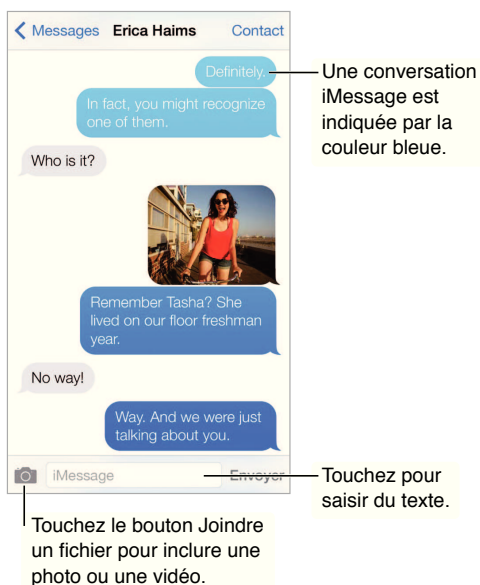 Messages Erica Haims Contact
Definitely.
In fact, you might recognize
one of them.
Who is it?
Remember Tasha? She
lived on our floor freshman
year.
No way!
Way. And we were just
talking about you.
iMessage Envoyer
Une conversation
iMessage est
indiquée par la
couleur bleue.
Touchez pour
saisir du texte.
Touchez le bouton Joindre
un fichier pour inclure une
photo ou une vidéo.